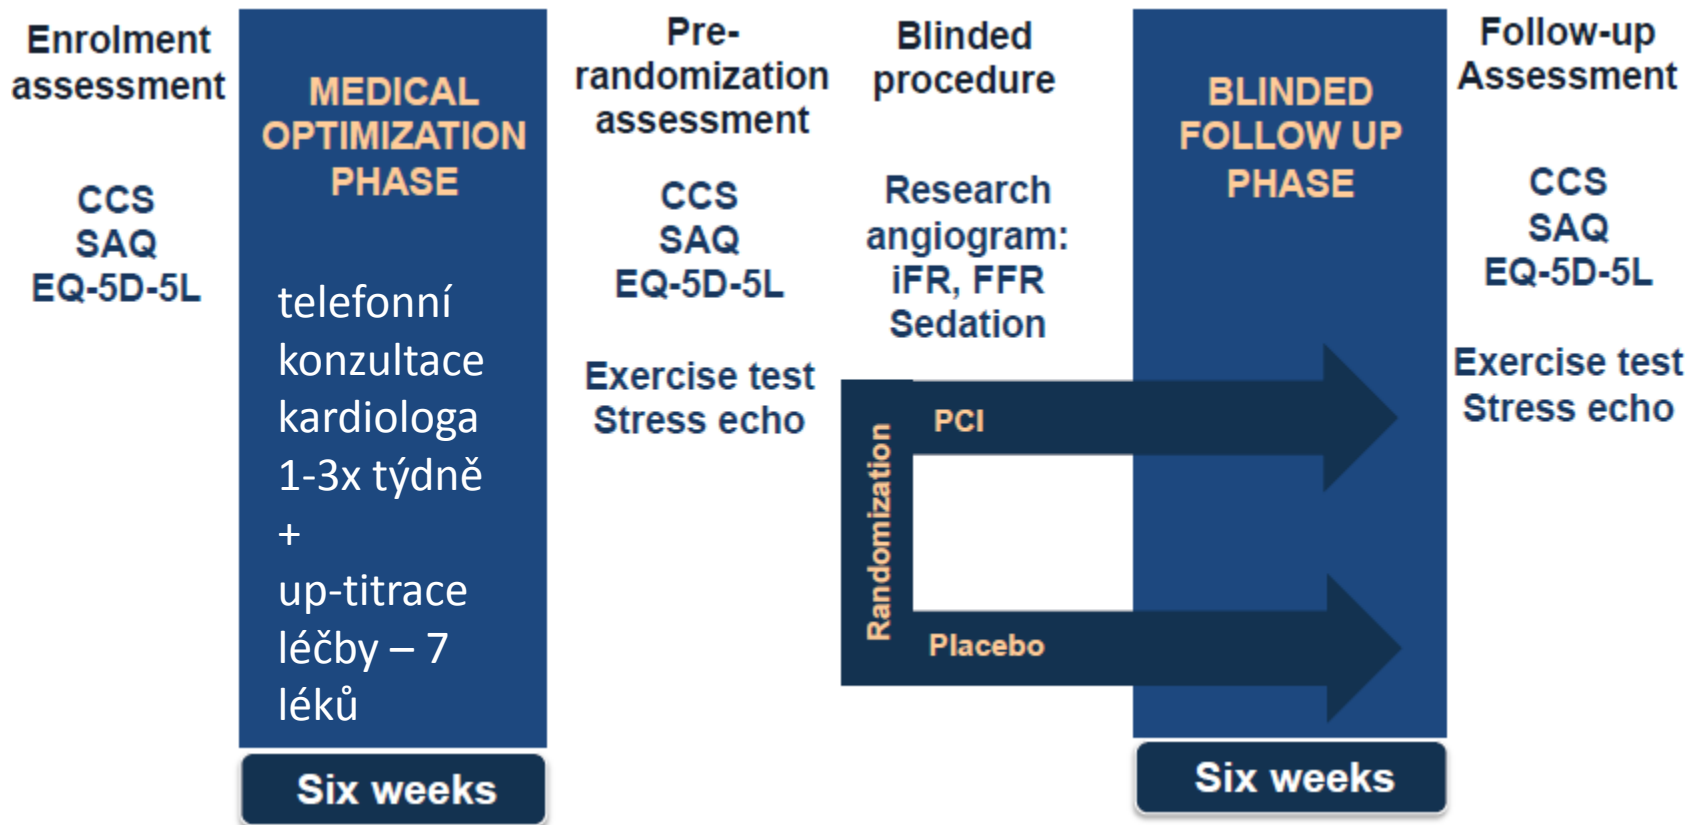 Enrolment
assessment
CCS
SAQ
EQ-5D-5L
MEDICAL
OPTIMIZATION
PHASE
telefonní
konzultace
kardiologa
1-3x týdně
+
up-titrace
léčby – 7
léků
Six weeks
Pre-
randomization
assessment
CCS
SAQ
EQ-5D-5L
Exercise test
Stress echo
Blinded
procedure
Research
angiogram:
iFR, FFR
Sedation
Randomization
PCI
Placebo
BLINDED
FOLLOW UP
PHASE
Six weeks
Follow-up
Assessment
CCS
SAQ
EQ-5D-5L
Exercise test
Stress echo